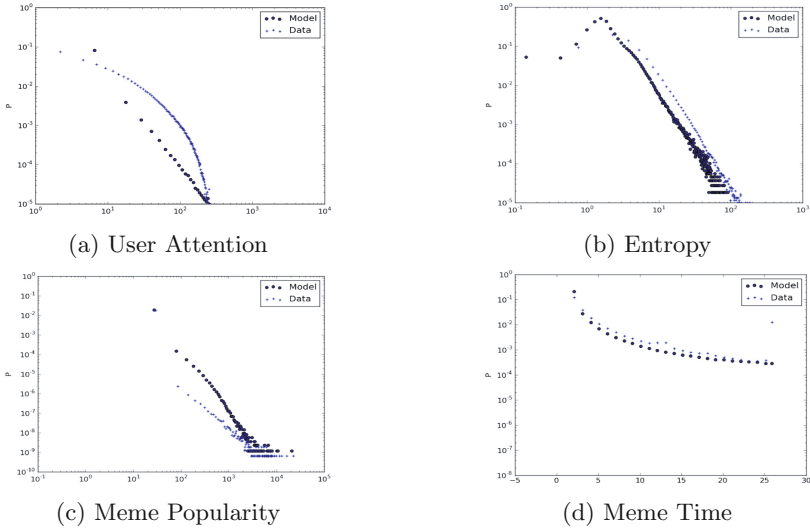 10^0
10^-1
10^-2
10^-3
10^-4
10^-5
P
Model
Data
10^0 10^1 10^2 10^3 10^4
(a) User Attention
10^0
10^-1
10^-2
10^-3
10^-4
10^-5
P
Model
Data
10^-1 10^0 10^1 10^2 10^3
(b) Entropy
10^0
10^-1
10^-2
10^-3
10^-4
10^-5
10^-6
10^-7
10^-8
10^-9
10^-10
P
Model
Data
10^-1 10^0 10^1 10^2 10^3 10^4 10^5
(c) Meme Popularity
10^0
10^-1
10^-2
10^-3
10^-4
10^-5
10^-6
10^-7
10^-8
P
Model
Data
-5 0 5 10 15 20 25 30
(d) Meme Time